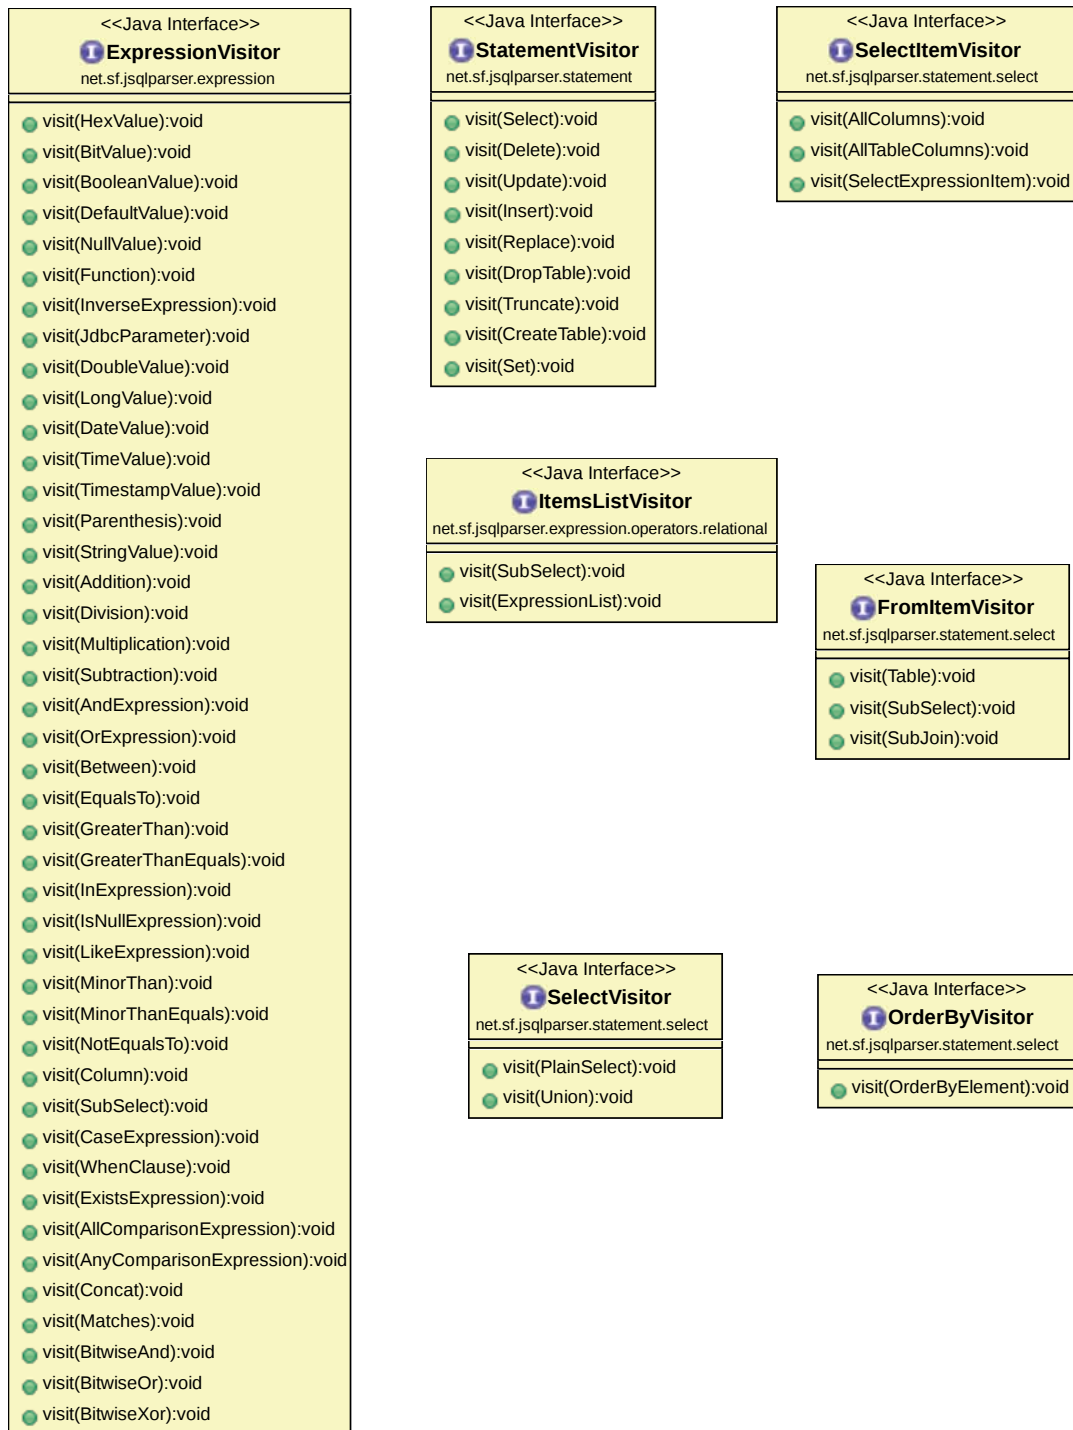 <<Java Interface>>
ExpressionVisitor
net.sf.jsqlparser.expression
visit(HexValue):void
visit(BitValue):void
visit(BooleanValue):void
visit(DefaultValue):void
visit(NullValue):void
visit(Function):void
visit(InverseExpression):void
visit(JdbcParameter):void
visit(DoubleValue):void
visit(LongValue):void
visit(DateValue):void
visit(TimeValue):void
visit(TimestampValue):void
visit(Parenthesis):void
visit(StringValue):void
visit(Addition):void
visit(Division):void
visit(Multiplication):void
visit(Subtraction):void
visit(AndExpression):void
visit(OrExpression):void
visit(Between):void
visit(EqualsTo):void
visit(GreaterThan):void
visit(GreaterThanEquals):void
visit(InExpression):void
visit(IsNullExpression):void
visit(LikeExpression):void
visit(MinorThan):void
visit(MinorThanEquals):void
visit(NotEqualsTo):void
visit(Column):void
visit(SubSelect):void
visit(CaseExpression):void
visit(WhenClause):void
visit(ExistsExpression):void
visit(AllComparisonExpression):void
visit(AnyComparisonExpression):void
visit(Concat):void
visit(Matches):void
visit(BitwiseAnd):void
visit(BitwiseOr):void
visit(BitwiseXor):void
<<Java Interface>>
StatementVisitor
net.sf.jsqlparser.statement
visit(Select):void
visit(Delete):void
visit(Update):void
visit(Insert):void
visit(Replace):void
visit(DropTable):void
visit(Truncate):void
visit(CreateTable):void
visit(Set):void
<<Java Interface>>
SelectItemVisitor
net.sf.jsqlparser.statement.select
visit(AllColumns):void
visit(AllTableColumns):void
visit(SelectExpressionItem):void
<<Java Interface>>
ItemsListVisitor
net.sf.jsqlparser.expression.operators.relational
visit(SubSelect):void
visit(ExpressionList):void
<<Java Interface>>
FromItemVisitor
net.sf.jsqlparser.statement.select
visit(Table):void
visit(SubSelect):void
visit(SubJoin):void
<<Java Interface>>
SelectVisitor
net.sf.jsqlparser.statement.select
visit(PlainSelect):void
visit(Union):void
<<Java Interface>>
OrderByVisitor
net.sf.jsqlparser.statement.select
visit(OrderByElement):void